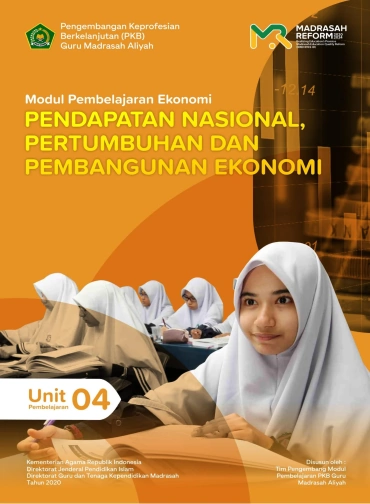 Pengembangan Keprofesian
Berkelanjutan (PKB)
Guru Madrasah Aliyah
MADRASAH
REFORM
Modul Pembelajaran Ekonomi
PENDAPATAN NASIONAL,
PERTUMBUHAN DAN
PEMBANGUNAN EKONOMI
Unit
Pembelajaran
04
Kementerian Agama Republik Indonesia
Direktorat Jenderal Pendidikan Islam
Direktorat Guru dan Tenaga Kependidikan Madrasah
Tahun 2020
Disusun oleh :
Tim Pengembang Modul
Pembelajaran PKB Guru
Madrasah Aliyah